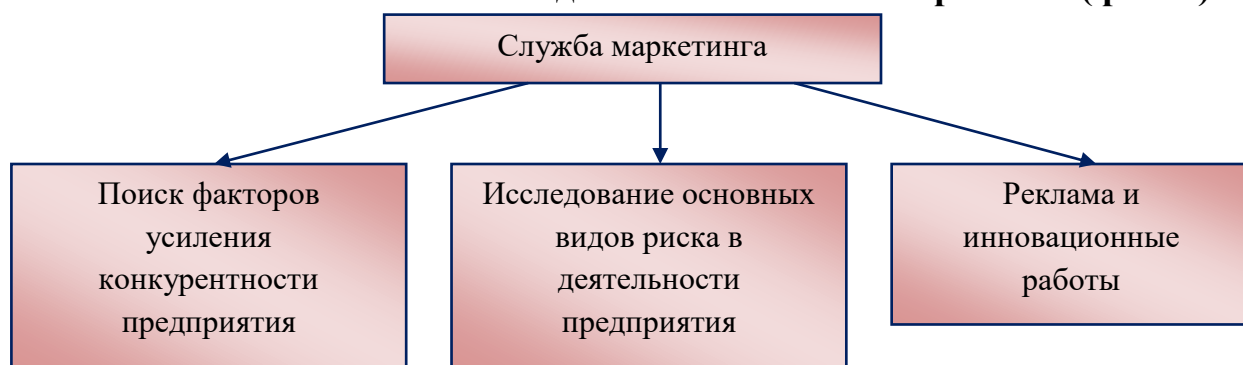 Служба маркетинга
Поиск факторов
усиления
конкурентности
предприятия
Исследование основных
видов риска в
деятельности
предприятия
Реклама и
инновационные
работы